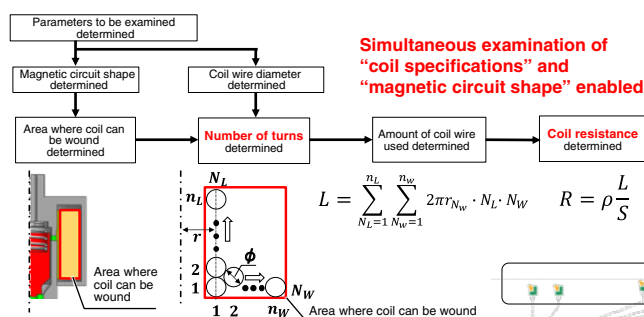 Parameters to be examined
determined
Simultaneous examination of
“coil specifications” and
“magnetic circuit shape” enabled
Magnetic circuit shape
determined
Coil wire diameter
determined
Area where coil can
be wound
determined
Number of turns
determined
Amount of coil wire
used determined
Coil resistance
determined
N_L
n_L
r
ϕ
2
1
1 2 n_W
N_W
L = \sum_{N_L=1}^{n_L} \sum_{N_W=1}^{n_w} 2πr_{N_w} · N_L · N_W
R = ρ \frac{L}{S}
Area where
coil can be
wound
Area where coil can be wound